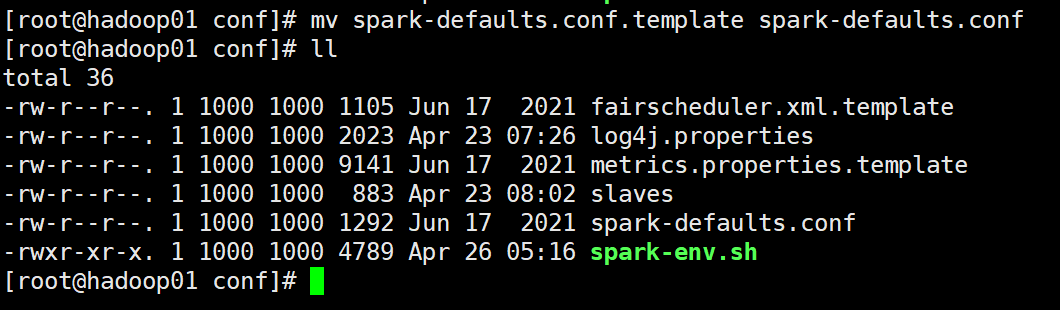 [root@hadoop01 conf]# mv spark-defaults.conf.template spark-defaults.conf
[root@hadoop01 conf]# ll
total 36
-rw-r--r--. 1 1000 1000 1105 Jun 17  2021 fairscheduler.xml.template
-rw-r--r--. 1 1000 1000 2023 Apr 23 07:26 log4j.properties
-rw-r--r--. 1 1000 1000 9141 Jun 17  2021 metrics.properties.template
-rw-r--r--. 1 1000 1000  883 Apr 23 08:02 slaves
-rw-r--r--. 1 1000 1000 1292 Jun 17  2021 spark-defaults.conf
-rwxr-xr-x. 1 1000 1000 4789 Apr 26 05:16 spark-env.sh
[root@hadoop01 conf]#